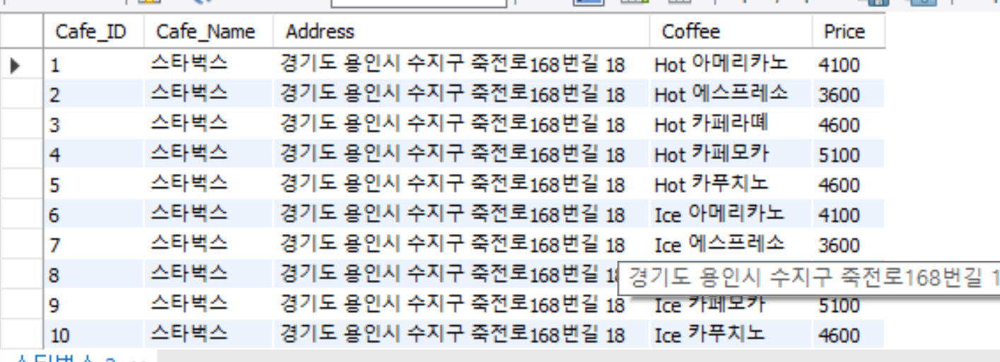 Cafe_ID Cafe_Name Address Coffee Price
1 스타벅스 경기도 용인시 수지구 죽전로168번길 18 Hot 아메리카노 4100
2 스타벅스 경기도 용인시 수지구 죽전로168번길 18 Hot 에스프레소 3600
3 스타벅스 경기도 용인시 수지구 죽전로168번길 18 Hot 카페라떼 4600
4 스타벅스 경기도 용인시 수지구 죽전로168번길 18 Hot 카페모카 5100
5 스타벅스 경기도 용인시 수지구 죽전로168번길 18 Hot 카푸치노 4600
6 스타벅스 경기도 용인시 수지구 죽전로168번길 18 Ice 아메리카노 4100
7 스타벅스 경기도 용인시 수지구 죽전로168번길 18 Ice 에스프레소 3600
8 스타벅스 경기도 용인시 수지구 죽전로168번길 경기도 용인시 수지구 죽전로168번길 1
9 스타벅스 경기도 용인시 수지구 죽전로168번길 18 Ice 카페모카 5100
10 스타벅스 경기도 용인시 수지구 죽전로168번길 18 Ice 카푸치노 4600